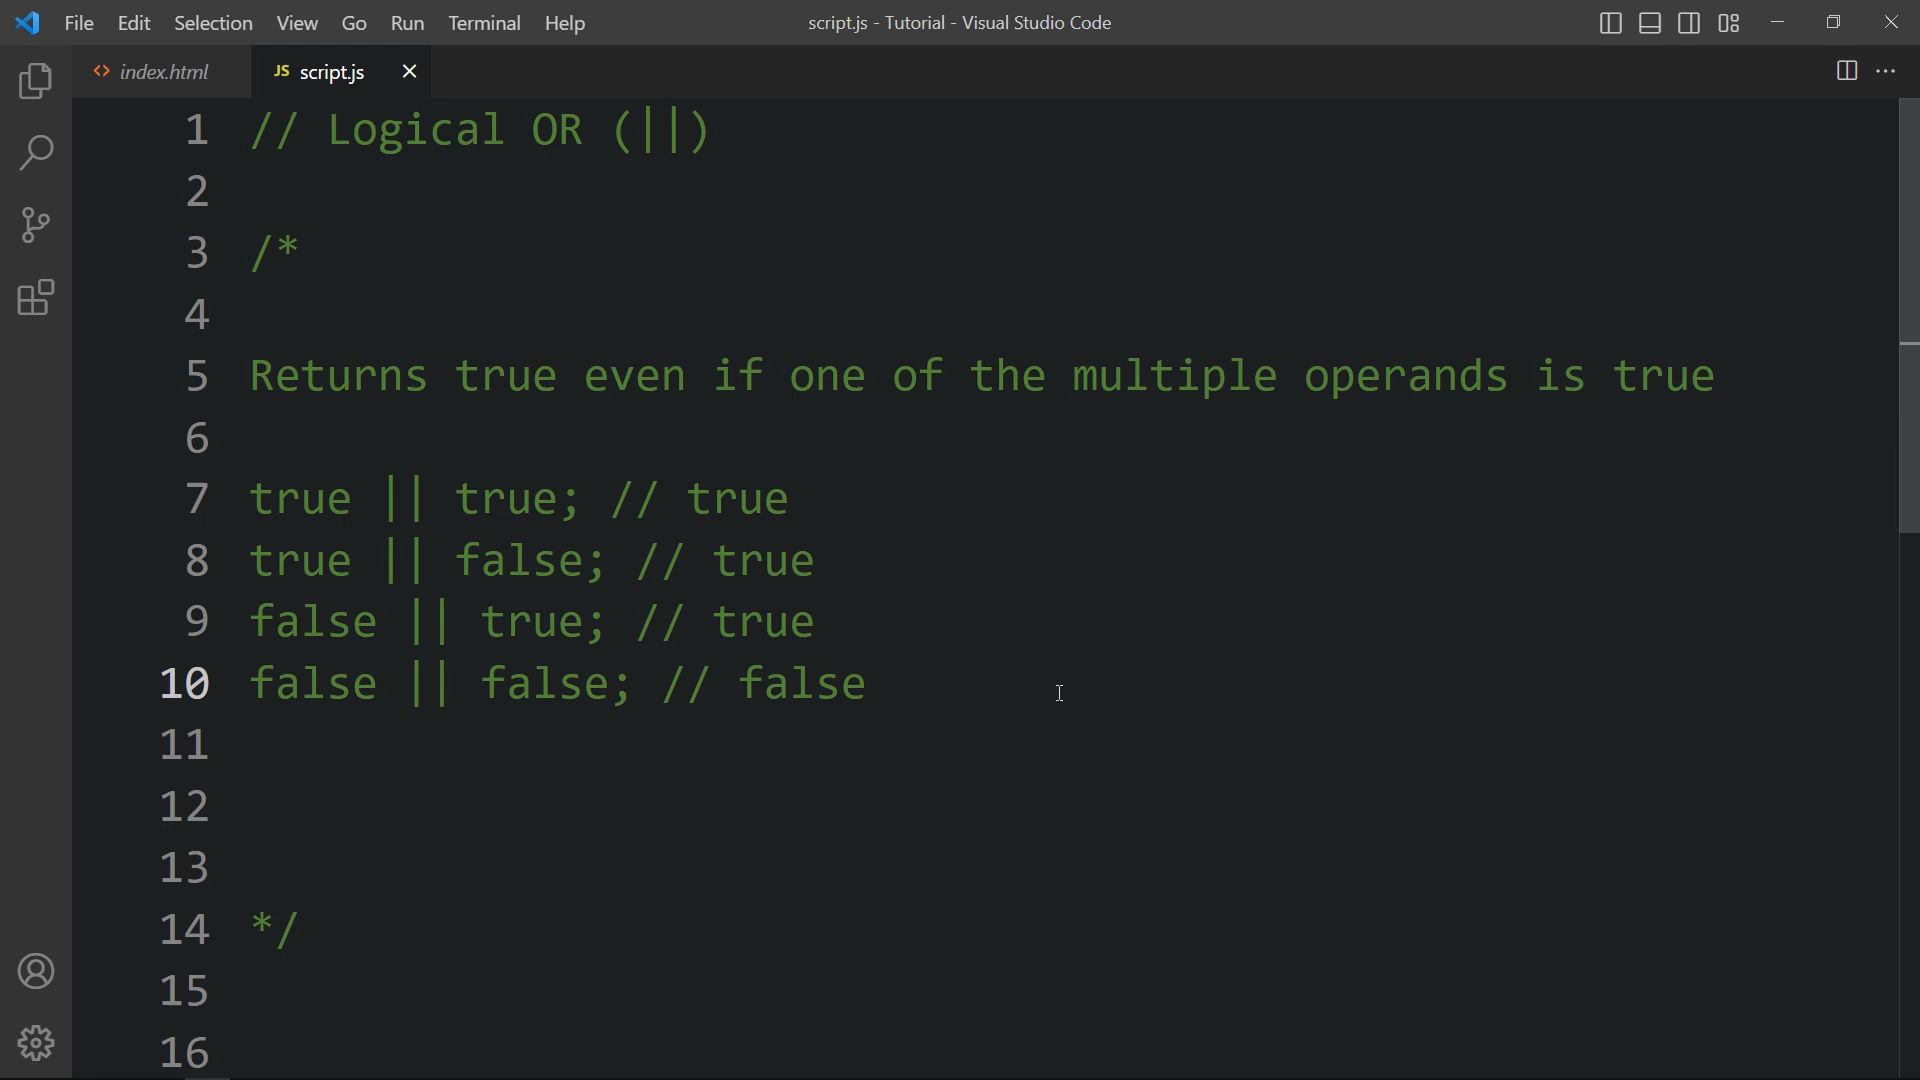 File Edit Selection View Go Run Terminal Help script.js - Tutorial - Visual Studio Code
<> index.html JS script.js
1 // Logical OR (||)
2
3 /*
4
5 Returns true even if one of the multiple operands is true
6
7 true || true; // true
8 true || false; // true
9 false || true; // true
10 false || false; // false
11
12
13
14 */
15
16